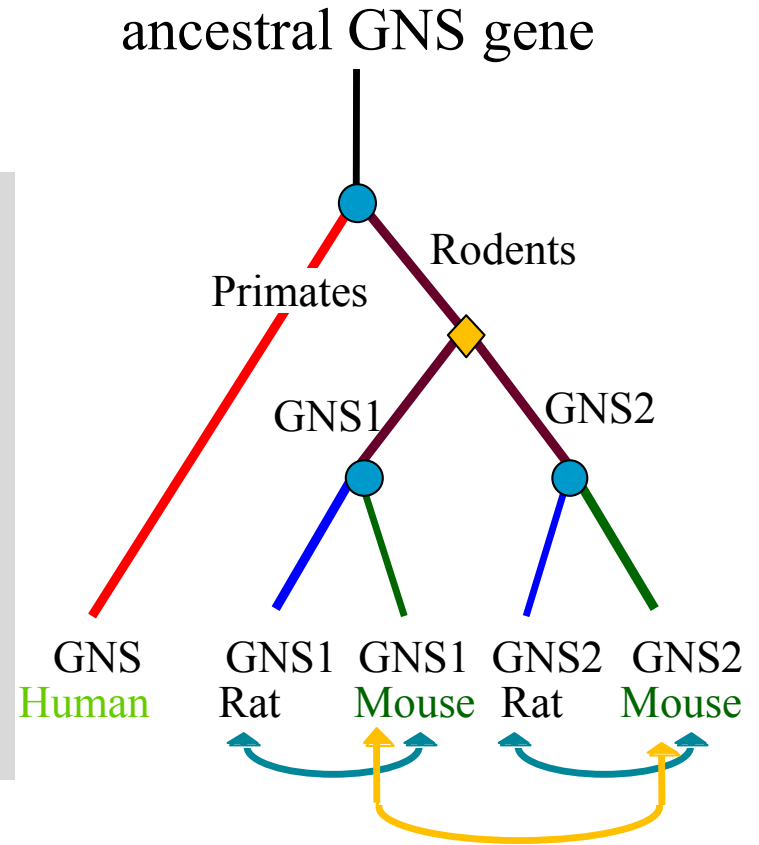 ancestral GNS gene
Rodents
Primates
GNS1
GNS2
GNS GNS1 GNS1 GNS2 GNS2
Human Rat Mouse Rat Mouse